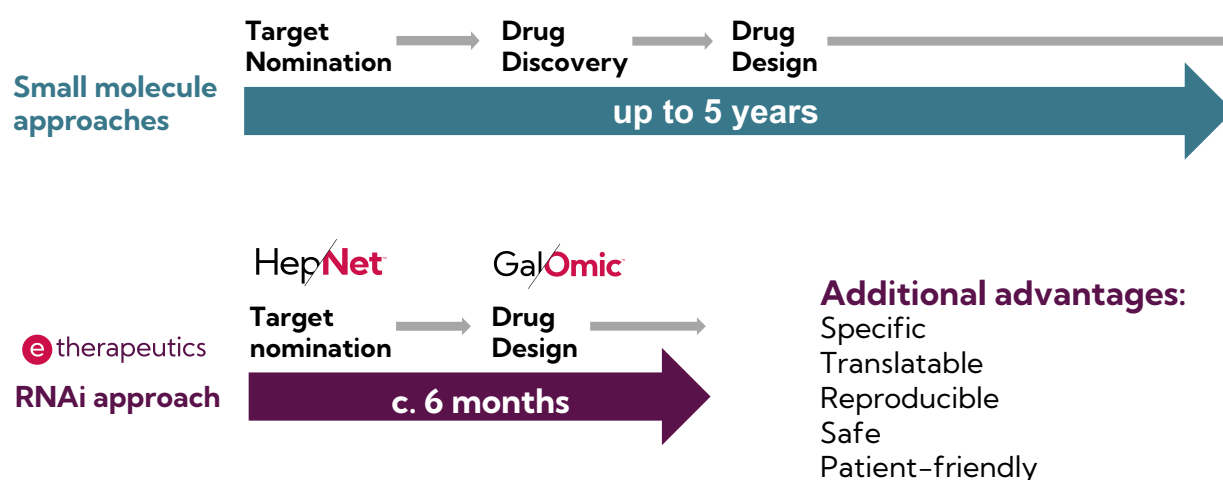 Target
Nomination
Drug
Discovery
Drug
Design
Small molecule
approaches
up to 5 years
HepNet
GalOmic
Target
nomination
Drug
Design
e therapeutics
RNAi approach
c. 6 months
Additional advantages:
Specific
Translatable
Reproducible
Safe
Patient-friendly